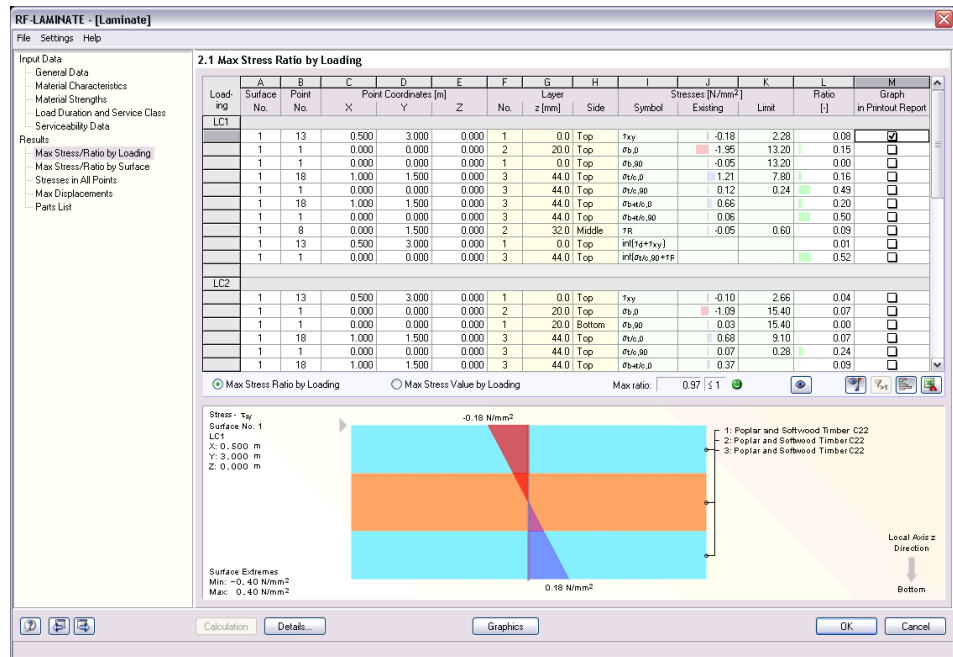 RF-LAMINATE - [Laminate]
File Settings Help
Input Data
General Data
Material Characteristics
Material Strengths
Load Duration and Service Class
Serviceability Data
Results
Max Stress/Ratio by Loading
Max Stress/Ratio by Surface
Stresses in All Points
Max Displacements
Parts List
2.1 Max Stress Ratio by Loading
A B C D E F G H I J K L M
Load- Surface Point Point Coordinates [m] Layer Stresses [N/mm²] Ratio Graph
ing No. No. X Y Z No. z [mm] Side Symbol Existing Limit [-] in Printout Report
LC1
1 13 0.500 3.000 0.000 1 0.0 Top τxy -0.18 2.28 0.08
1 1 0.000 0.000 0.000 2 20.0 Top σb,0 -1.95 13.20 0.15
1 1 0.000 0.000 0.000 1 0.0 Top σb,90 -0.05 13.20 0.00
1 18 1.000 1.500 0.000 3 44.0 Top σt/c,0 1.21 7.80 0.16
1 1 0.000 0.000 0.000 3 44.0 Top σt/c,90 0.12 0.24 0.49
1 18 1.000 1.500 0.000 3 44.0 Top σb+t/c,0 0.66 0.20
1 1 0.000 0.000 0.000 3 44.0 Top σb+t/c,90 0.06 0.50
1 8 0.000 1.500 0.000 2 32.0 Middle τR -0.05 0.60 0.09
1 13 0.500 3.000 0.000 1 0.0 Top int(τd+τxy) 0.01
1 1 0.000 0.000 0.000 3 44.0 Top int(σt/c,90+τR 0.52
LC2
1 13 0.500 3.000 0.000 1 0.0 Top τxy -0.10 2.66 0.04
1 1 0.000 0.000 0.000 2 20.0 Top σb,0 -1.09 15.40 0.07
1 1 0.000 0.000 0.000 1 20.0 Bottom σb,90 0.03 15.40 0.00
1 18 1.000 1.500 0.000 3 44.0 Top σt/c,0 0.68 9.10 0.07
1 1 0.000 0.000 0.000 3 44.0 Top σt/c,90 0.07 0.28 0.24
1 18 1.000 1.500 0.000 3 44.0 Top σb+t/c,0 0.37 0.09
Max Stress Ratio by Loading Max Stress Value by Loading Max ratio: 0.97 ≤ 1
Stress - τxy
Surface No. 1
LC1
X: 0.500 m
Y: 3.000 m
Z: 0.000 m
-0.18 N/mm²
1: Poplar and Softwood Timber C22
2: Poplar and Softwood Timber C22
3: Poplar and Softwood Timber C22
Local Axis z
Direction
Bottom
Surface Extremes
Min: -0.40 N/mm²
Max: 0.40 N/mm²
0.18 N/mm²
Calculation Details... Graphics OK Cancel